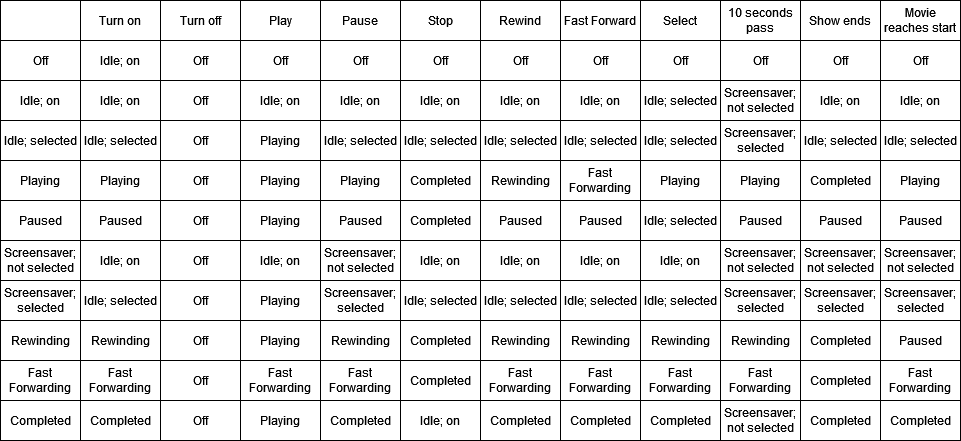 Turn on Turn off Play Pause Stop Rewind Fast Forward Select 10 seconds pass Show ends Movie reaches start
Off Idle; on Off Off Off Off Off Off Off Off Off Off
Idle; on Idle; on Off Idle; on Idle; on Idle; on Idle; on Idle; on Idle; selected Screensaver; not selected Idle; on Idle; on
Idle; selected Idle; selected Off Playing Idle; selected Idle; selected Idle; selected Idle; selected Idle; selected Screensaver; selected Idle; selected Idle; selected
Playing Playing Off Playing Playing Completed Rewinding Fast Forwarding Playing Playing Completed Playing
Paused Paused Off Playing Paused Completed Paused Paused Idle; selected Paused Paused Paused
Screensaver; not selected Idle; on Off Idle; on Screensaver; not selected Idle; on Idle; on Idle; on Idle; on Screensaver; not selected Screensaver; not selected Screensaver; not selected
Screensaver; selected Idle; selected Off Playing Screensaver; selected Idle; selected Idle; selected Idle; selected Idle; selected Screensaver; selected Screensaver; selected Screensaver; selected
Rewinding Rewinding Off Playing Rewinding Completed Rewinding Rewinding Rewinding Rewinding Completed Paused
Fast Forwarding Fast Forwarding Off Fast Forwarding Fast Forwarding Completed Fast Forwarding Fast Forwarding Fast Forwarding Fast Forwarding Completed Fast Forwarding
Completed Completed Off Playing Completed Idle; on Completed Completed Completed Screensaver; not selected Completed Completed